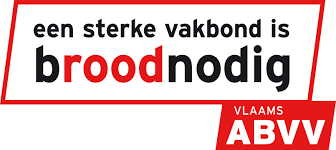 een sterke vakbond is
broodnodig
VLAAMS
ABVV